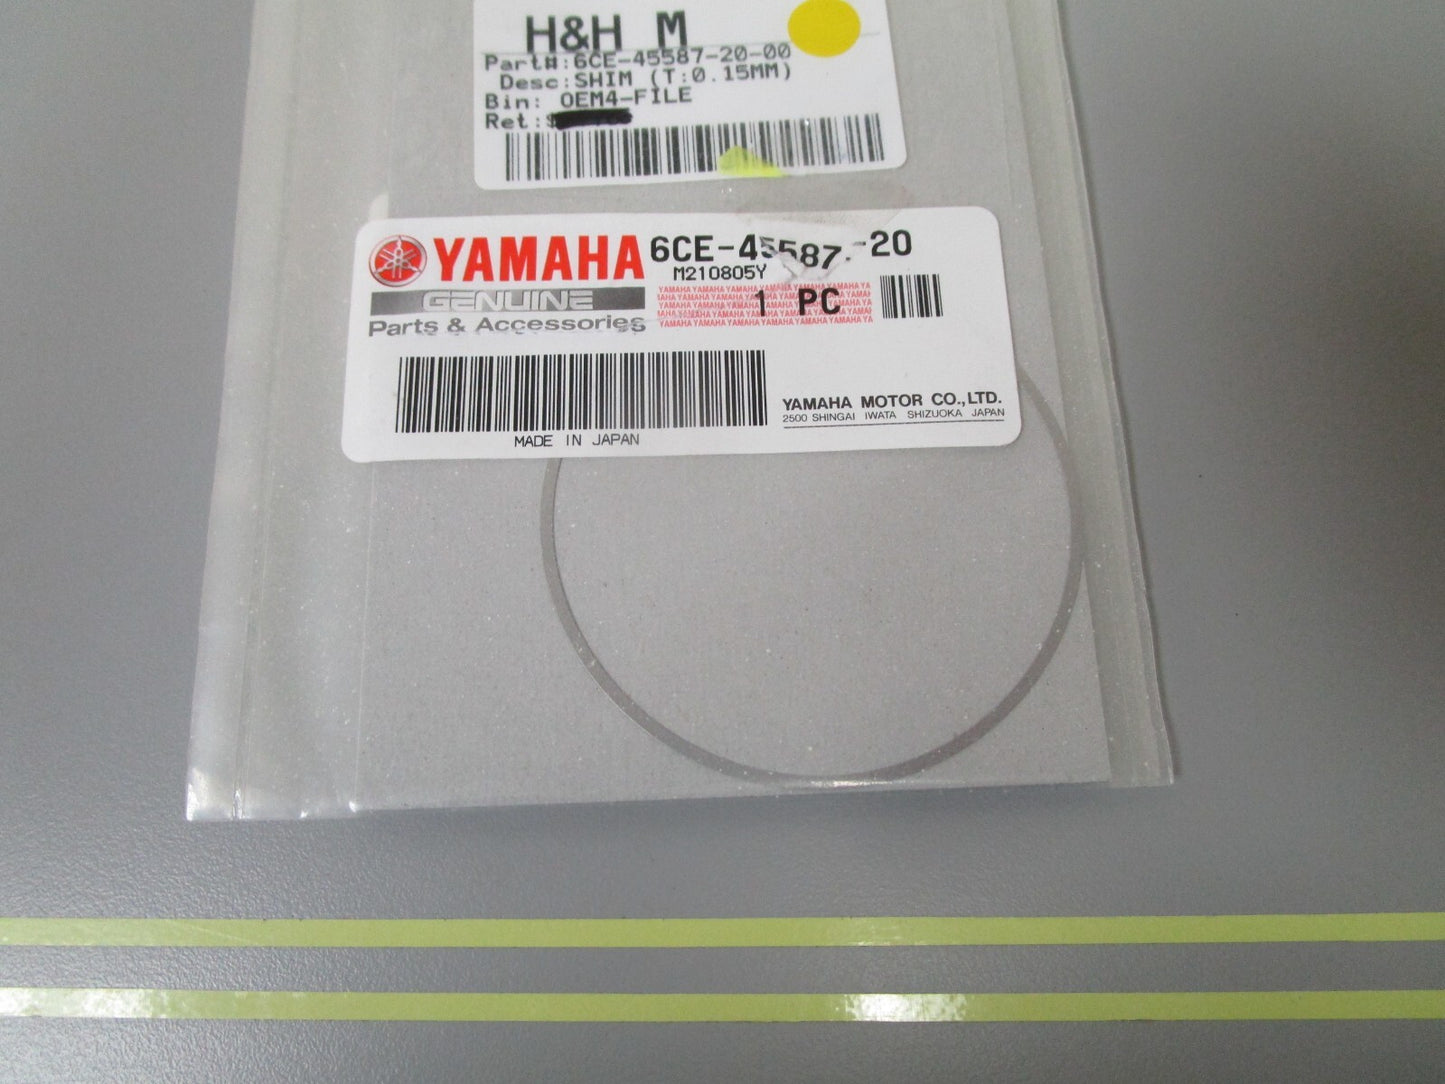 H&H M
Part#:6CE-45587-20-00
Desc:SHIM (T:0.15MM)
Bin: OEM4-FILE
Ret:$
YAMAHA 6CE-45587-20
M210805Y
GENUINE
1 PC
Parts & Accessories
YAMAHA MOTOR CO.,LTD.
2500 SHINGAI IWATA SHIZUOKA JAPAN
MADE IN JAPAN